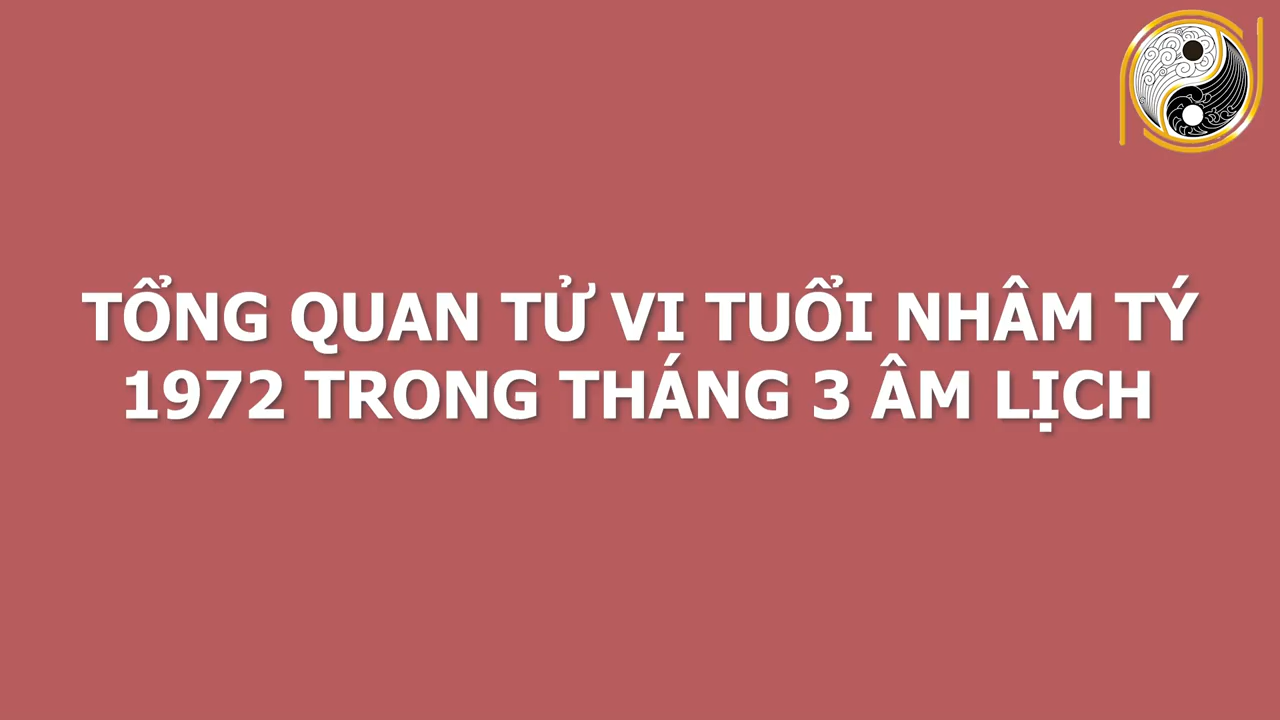 TỔNG QUAN TỬ VI TUỔI NHÂM TÝ
1972 TRONG THÁNG 3 ÂM LỊCH